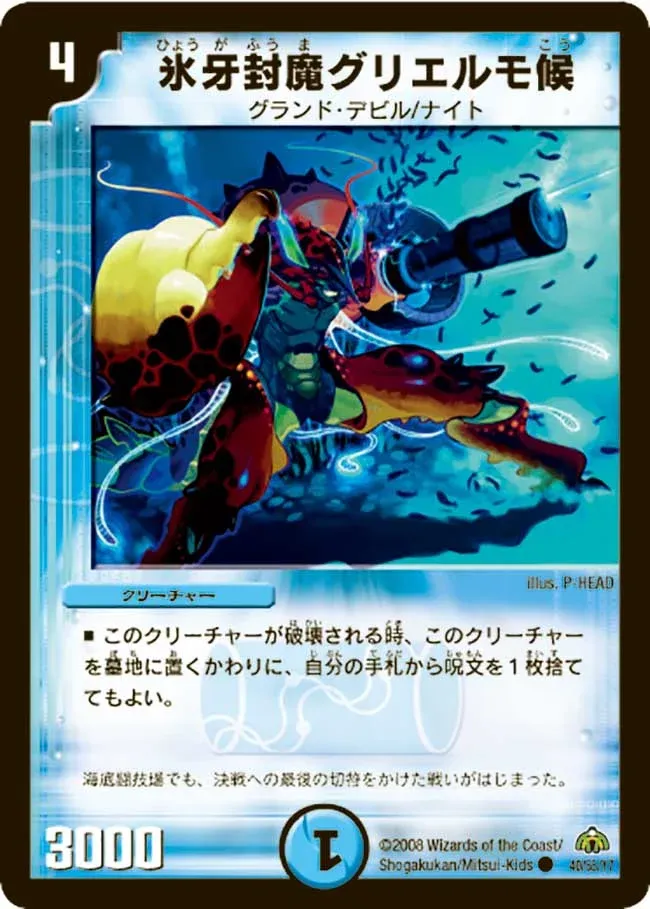 4
ひょうがふうま こう
氷牙封魔グリエルモ候
グランド・デビル/ナイト
illus. P-HEAD
クリーチャー
■ このクリーチャーが破壊される時、このクリーチャー
を墓地に置くかわりに、自分の手札から呪文を1枚捨て
てもよい。
海底闘技場でも、決戦への最後の切符をかけた戦いがはじまった。
3000
1
©2008 Wizards of the Coast/
Shogakukan/Mitsui-Kids